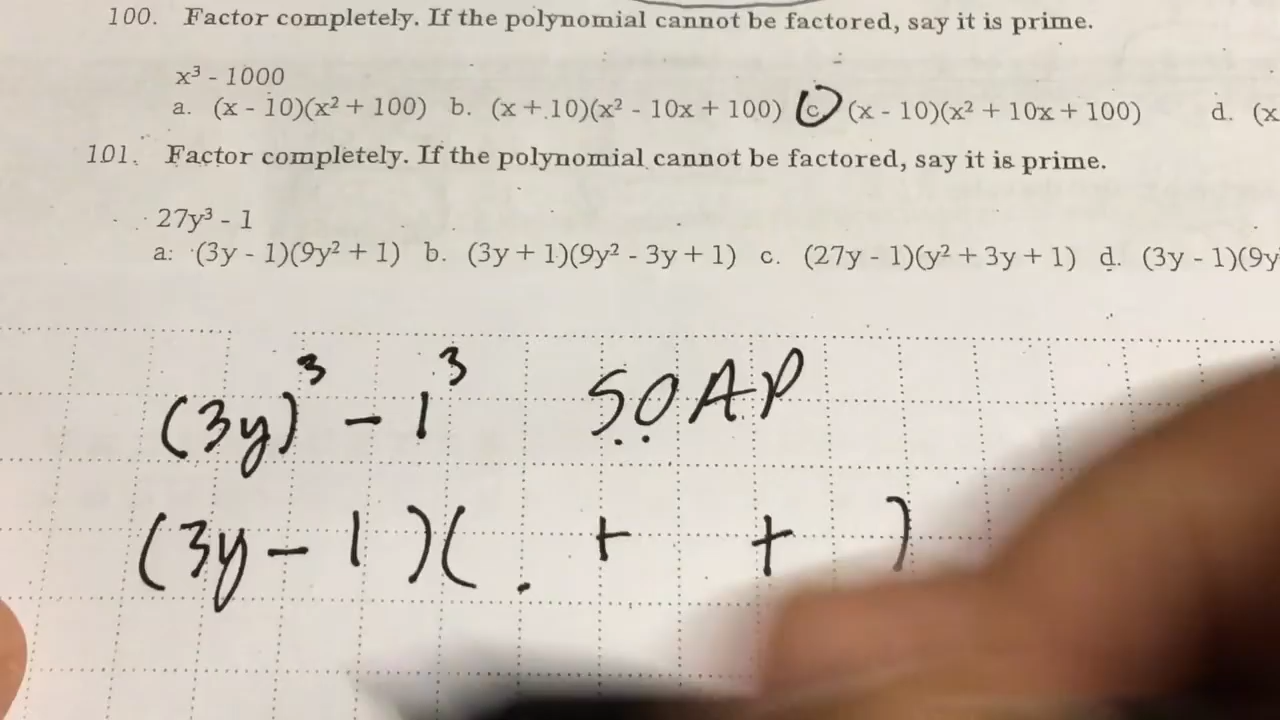 100. Factor completely. If the polynomial cannot be factored, say it is prime.
x³ - 1000
a. (x - 10)(x² + 100) b. (x + 10)(x² - 10x + 100) c. (x - 10)(x² + 10x + 100) d. (x
101. Factor completely. If the polynomial cannot be factored, say it is prime.
27y³ - 1
a: (3y - 1)(9y² + 1) b. (3y + 1)(9y² - 3y + 1) c. (27y - 1)(y² + 3y + 1) d. (3y - 1)(9y
(3y)³ - 1³ SOAP
(3y - 1)( + + )